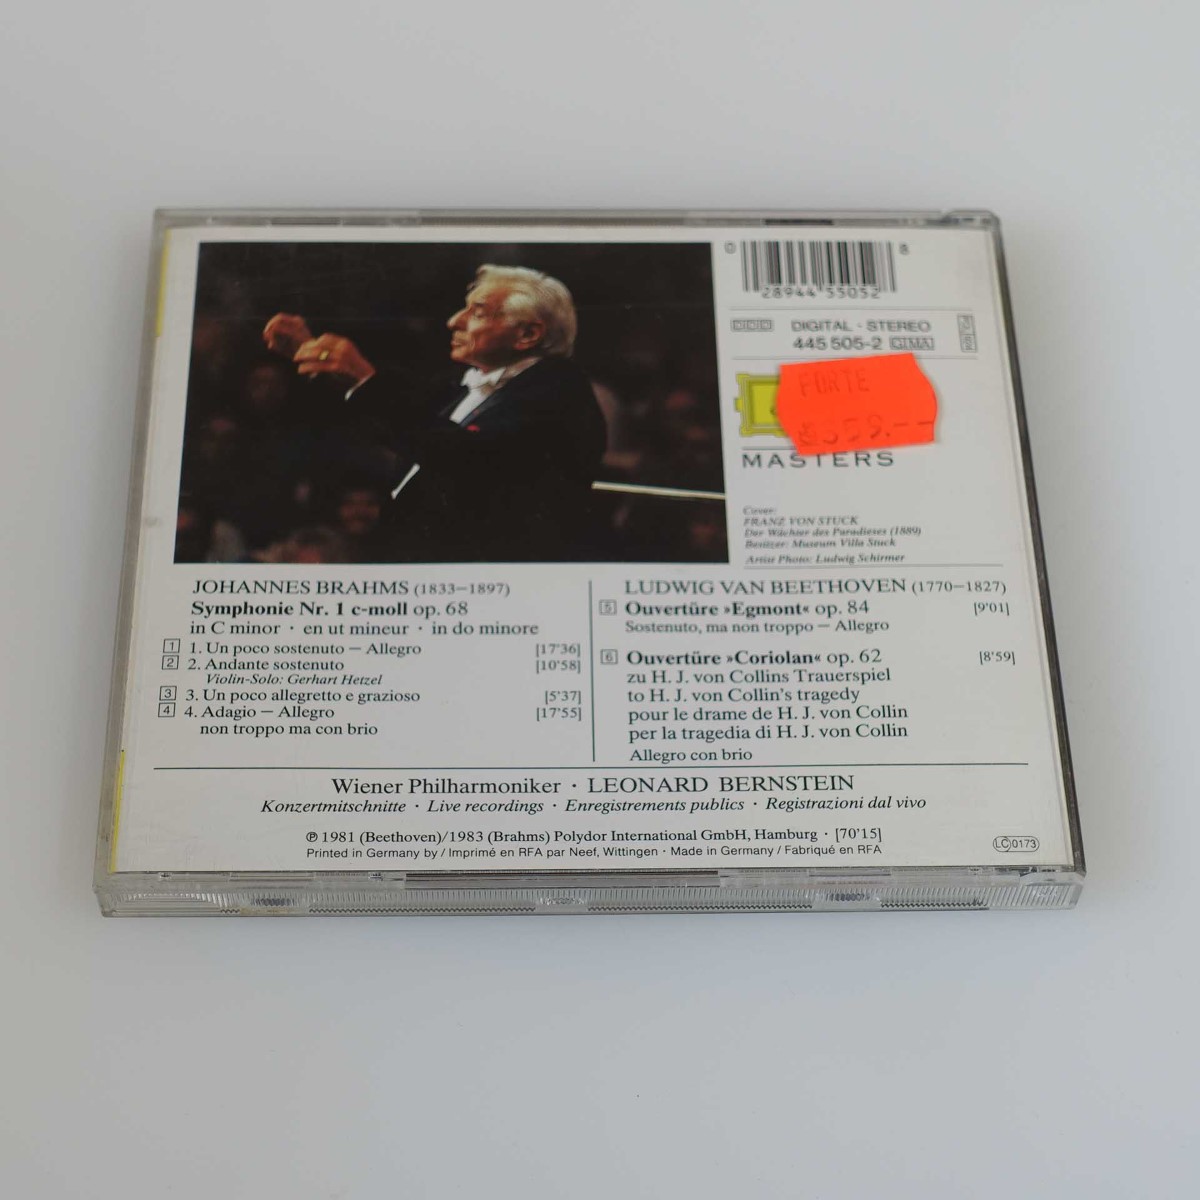 0 28944 55052 8
DDD DIGITAL · STEREO
445 505-2 GEMA
FORTE
359.--
MASTERS
Cover:
FRANZ VON STUCK
Der Wächter des Paradieses (1889)
Besitzer: Museum Villa Stuck
Artist Photo: Ludwig Schirmer
JOHANNES BRAHMS (1833–1897)
Symphonie Nr. 1 c-moll op. 68
in C minor · en ut mineur · in do minore
1 1. Un poco sostenuto – Allegro [17'36]
2 2. Andante sostenuto [10'58]
Violin-Solo: Gerhart Hetzel
3 3. Un poco allegretto e grazioso [5'37]
4 4. Adagio – Allegro [17'55]
non troppo ma con brio
LUDWIG VAN BEETHOVEN (1770–1827)
5 Ouvertüre »Egmont« op. 84 [9'01]
Sostenuto, ma non troppo – Allegro
6 Ouvertüre »Coriolan« op. 62 [8'59]
zu H. J. von Collins Trauerspiel
to H. J. von Collin's tragedy
pour le drame de H. J. von Collin
per la tragedia di H. J. von Collin
Allegro con brio
Wiener Philharmoniker · LEONARD BERNSTEIN
Konzertmitschnitte · Live recordings · Enregistrements publics · Registrazioni dal vivo
℗ 1981 (Beethoven)/1983 (Brahms) Polydor International GmbH, Hamburg · [70'15]
Printed in Germany by / Imprimé en RFA par Neef, Wittingen · Made in Germany / Fabriqué en RFA
LC 0173